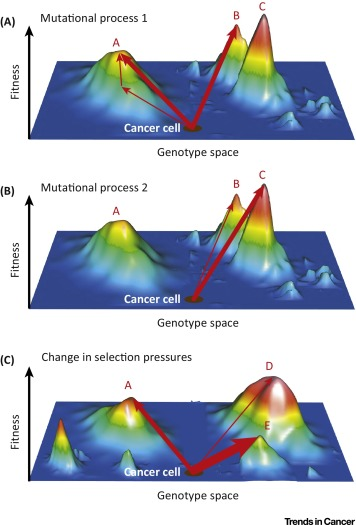 (A)
Mutational process 1
A
B
C
Fitness
Cancer cell
Genotype space
(B)
Mutational process 2
A
B
C
Fitness
Cancer cell
Genotype space
(C)
Change in selection pressures
A
D
E
Fitness
Cancer cell
Genotype space
Trends in Cancer